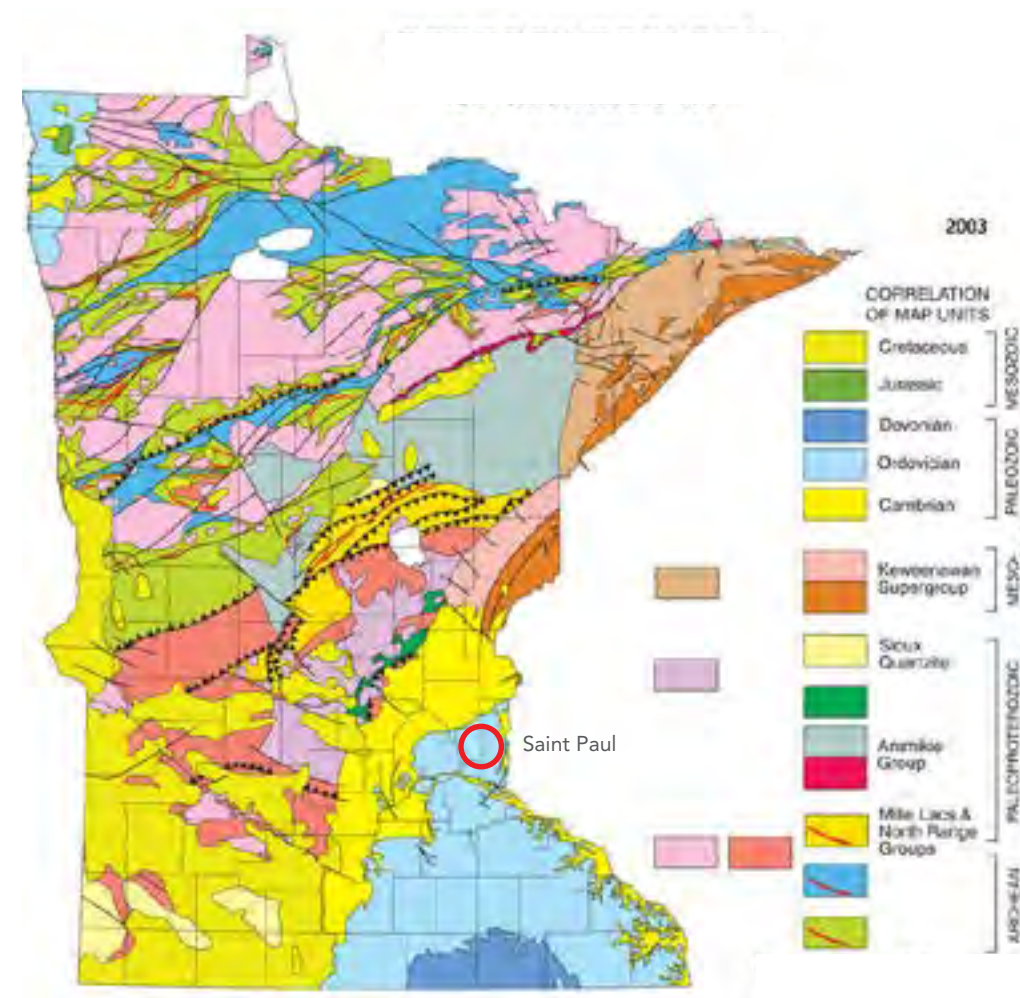 2003
CORRELATION
OF MAP UNITS
Cretaceous
Jurassic
MESOZOIC
Devonian
Ordovician
Cambrian
PALEOZOIC
Keweenawan
Supergroup
MESO-
Sioux
Quartzite
Animikie
Group
Mille Lacs &
North Range
Groups
PALEOPROTEROZOIC
ARCHEAN
Saint Paul